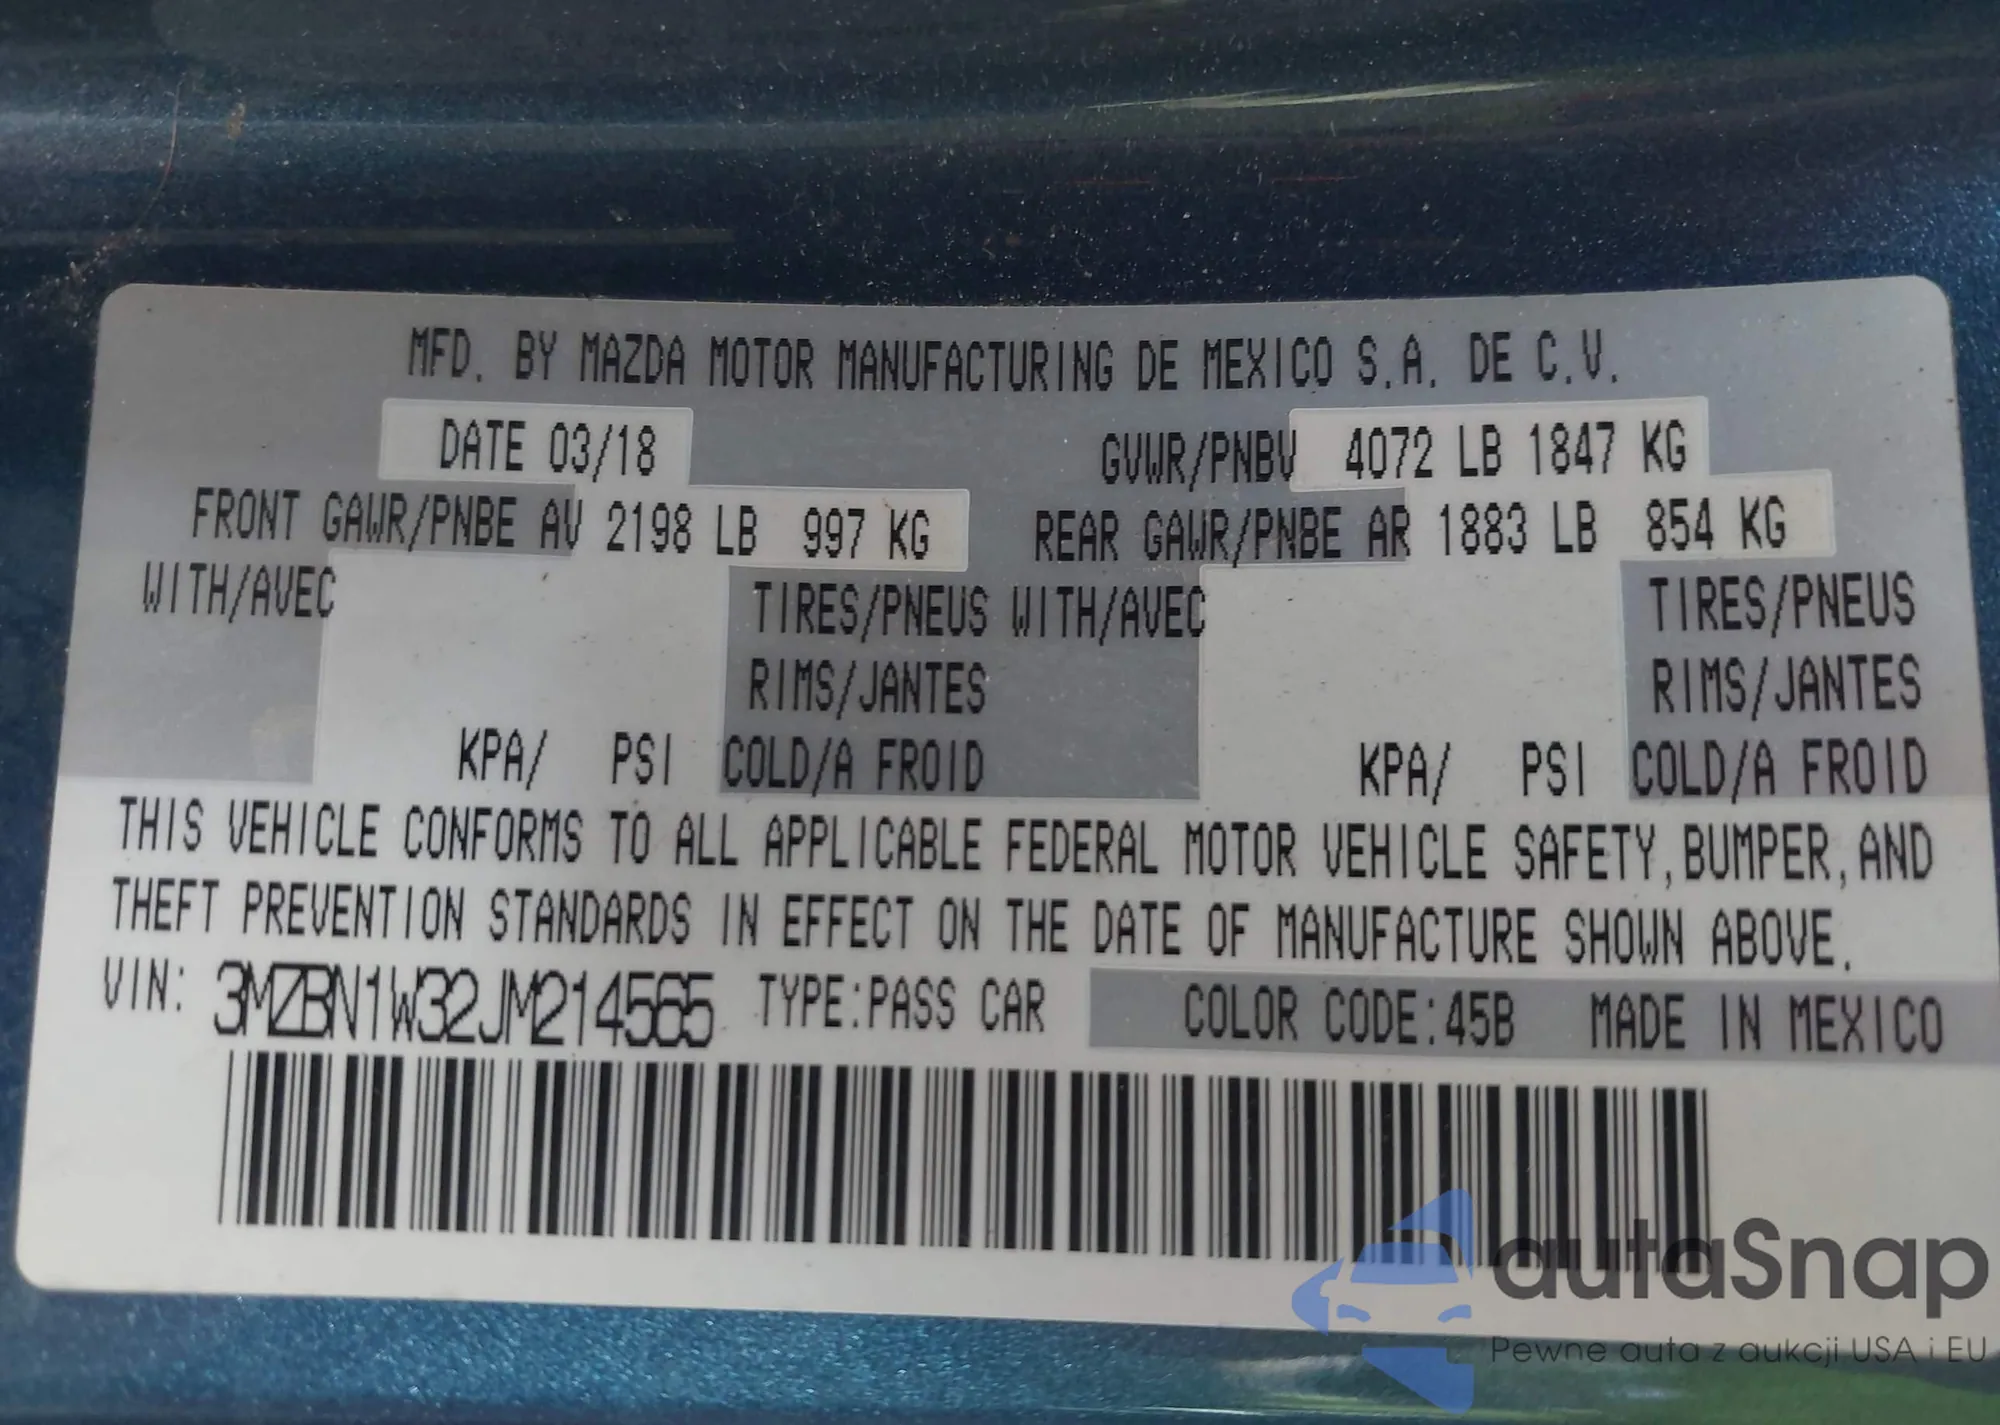 MFD. BY MAZDA MOTOR MANUFACTURING DE MEXICO S.A. DE C.V.
DATE 03/18 GVWR/PNBV 4072 LB 1847 KG
FRONT GAWR/PNBE AV 2198 LB 997 KG REAR GAWR/PNBE AR 1883 LB 854 KG
WITH/AVEC TIRES/PNEUS WITH/AVEC TIRES/PNEUS
RIMS/JANTES RIMS/JANTES
KPA/ PSI COLD/A FROID KPA/ PSI COLD/A FROID
THIS VEHICLE CONFORMS TO ALL APPLICABLE FEDERAL MOTOR VEHICLE SAFETY, BUMPER, AND
THEFT PREVENTION STANDARDS IN EFFECT ON THE DATE OF MANUFACTURE SHOWN ABOVE.
VIN: 3MZBN1W32JM214565 TYPE:PASS CAR COLOR CODE:45B MADE IN MEXICO
autaSnap
Pewne auta z aukcji USA i EU